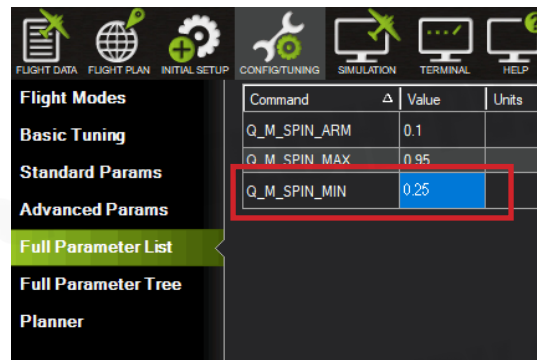 FLIGHT DATA FLIGHT PLAN INITIAL SETUP CONFIG/TUNING SIMULATION TERMINAL HELP
Flight Modes
Basic Tuning
Standard Params
Advanced Params
Full Parameter List
Full Parameter Tree
Planner
Command Value Units
Q_M_SPIN_ARM 0.1
Q_M_SPIN_MAX 0.95
Q_M_SPIN_MIN 0.25